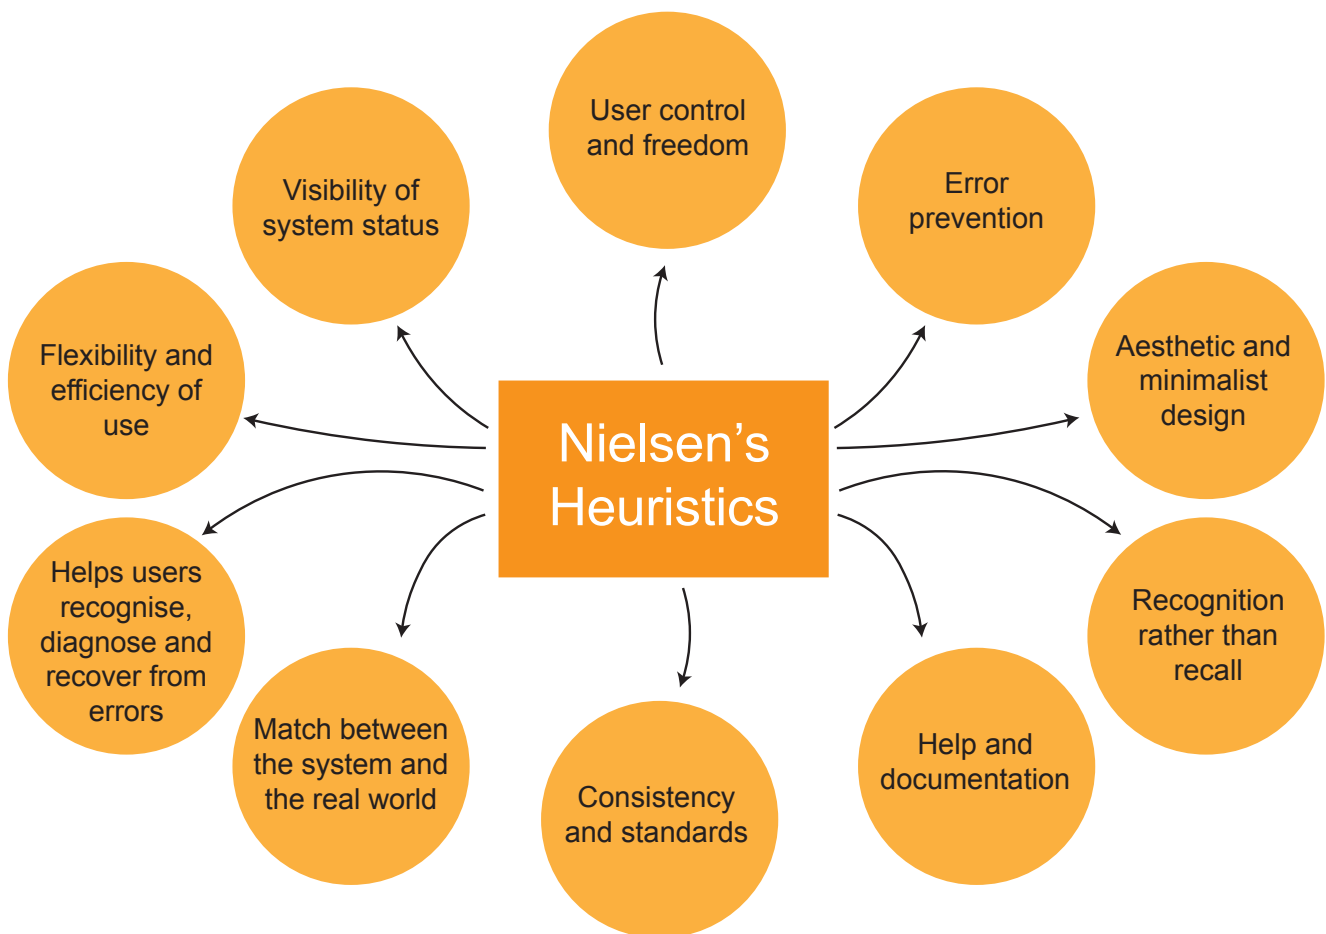 User control
and freedom
Visibility of
system status
Error
prevention
Flexibility and
efficiency of
use
Aesthetic and
minimalist
design
Nielsen’s
Heuristics
Helps users
recognise,
diagnose and
recover from
errors
Recognition
rather than
recall
Match between
the system and
the real world
Help and
documentation
Consistency
and standards